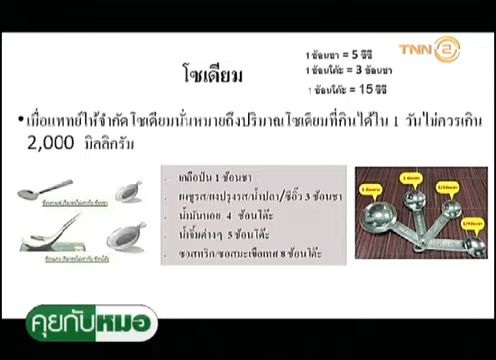 TNN 2
1 ช้อนชา = 5 ซีซี
1 ช้อนโต๊ะ = 3 ช้อนชา
1 ช้อนโต๊ะ = 15 ซีซี
โซเดียม
•เมื่อแพทย์ให้จำกัดโซเดียมนั่นหมายถึงปริมาณโซเดียมที่กินได้ใน 1 วันไม่ควรเกิน
2,000 มิลลิกรัม
เกลือป่น 1 ช้อนชา
ผงชูรส/ผงปรุงรส/น้ำปลา/ซีอิ๊ว 3 ช้อนชา
น้ำมันหอย 4 ช้อนโต๊ะ
น้ำจิ้มต่างๆ 5 ช้อนโต๊ะ
ซอสพริก/ซอสมะเขือเทศ 8 ช้อนโต๊ะ
1 ช้อนชา
คุยกับหมอ